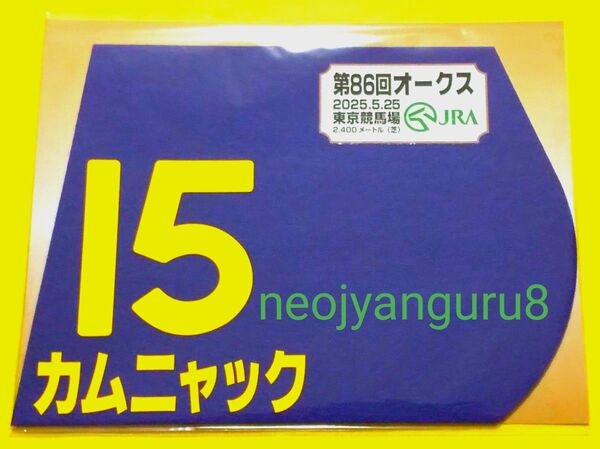 第86回オークス
2025.5.25
東京競馬場
JRA
2,400メートル（芝）
15
neojyanguru8
カムニャック